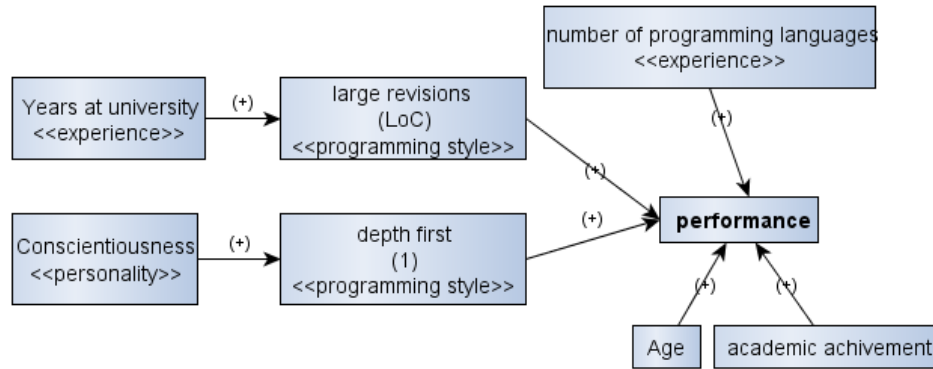 number of programming languages
<<experience>>
Years at university
<<experience>>
(+)
large revisions
(LoC)
<<programming style>>
(+)
(+)
Conscientiousness
<<personality>>
(+)
depth first
(1)
<<programming style>>
(+)
performance
(+)
(+)
Age
academic achivement